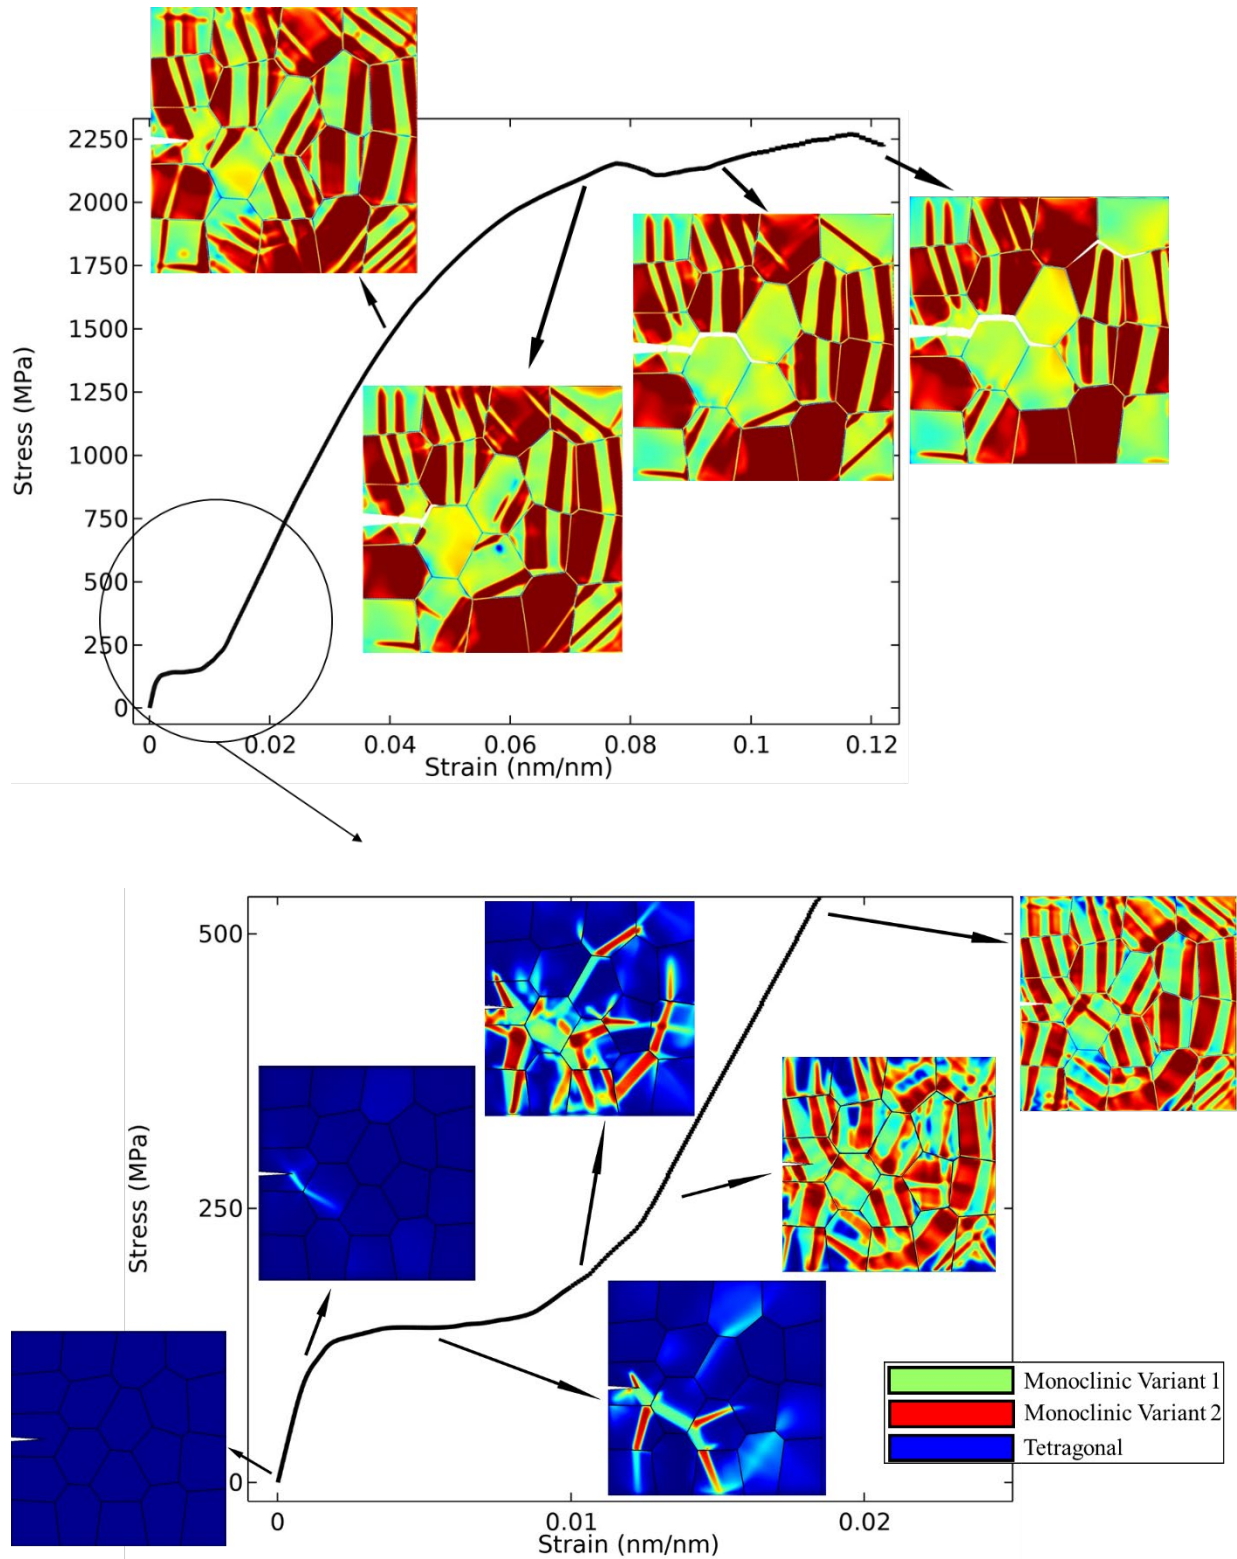 2250
2000
1750
1500
1250
1000
750
500
250
0
Stress (MPa)
0 0.02 0.04 0.06 0.08 0.1 0.12
Strain (nm/nm)
500
250
0
Stress (MPa)
Monoclinic Variant 1
Monoclinic Variant 2
Tetragonal
0 0.01 0.02
Strain (nm/nm)